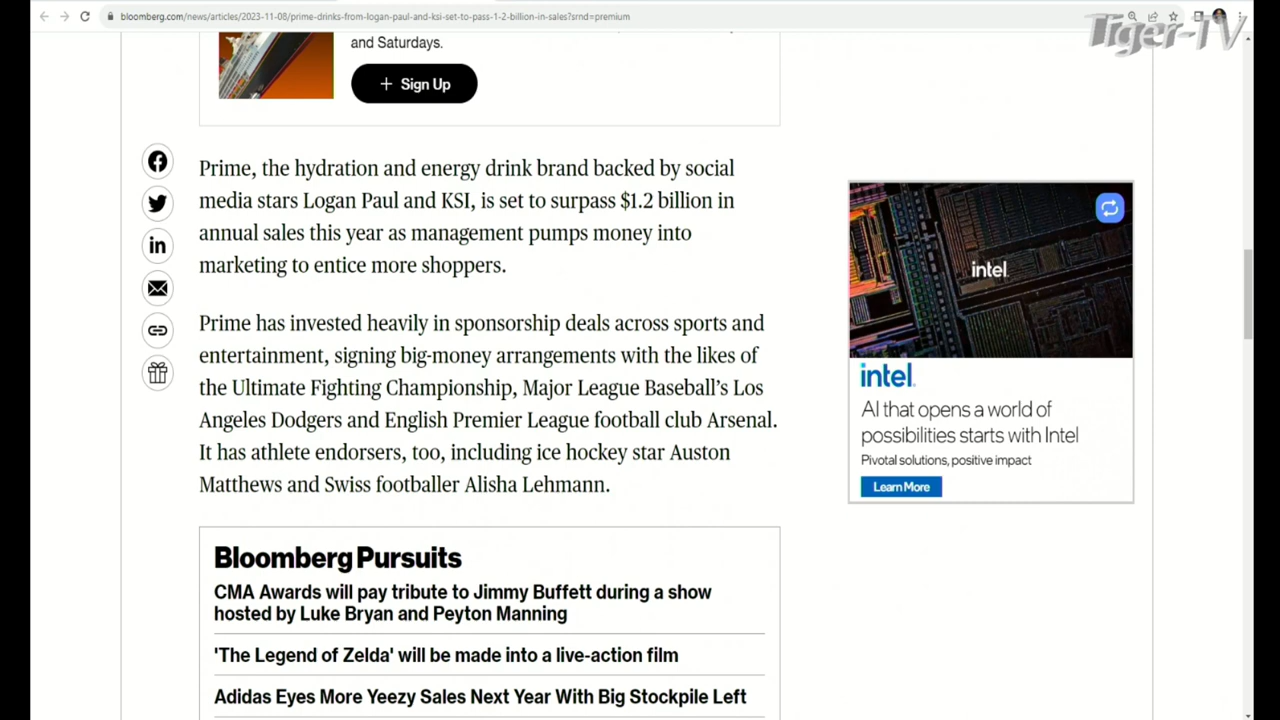 bloomberg.com/news/articles/2023-11-08/prime-drinks-from-logan-paul-and-ksi-set-to-pass-1-2-billion-in-sales?srnd=premium
Tiger-TV
and Saturdays.
+ Sign Up
Prime, the hydration and energy drink brand backed by social
media stars Logan Paul and KSI, is set to surpass $1.2 billion in
annual sales this year as management pumps money into
marketing to entice more shoppers.
Prime has invested heavily in sponsorship deals across sports and
entertainment, signing big-money arrangements with the likes of
the Ultimate Fighting Championship, Major League Baseball’s Los
Angeles Dodgers and English Premier League football club Arsenal.
It has athlete endorsers, too, including ice hockey star Auston
Matthews and Swiss footballer Alisha Lehmann.
intel
intel.
AI that opens a world of
possibilities starts with Intel
Pivotal solutions, positive impact
Learn More
Bloomberg Pursuits
CMA Awards will pay tribute to Jimmy Buffett during a show
hosted by Luke Bryan and Peyton Manning
'The Legend of Zelda' will be made into a live-action film
Adidas Eyes More Yeezy Sales Next Year With Big Stockpile Left